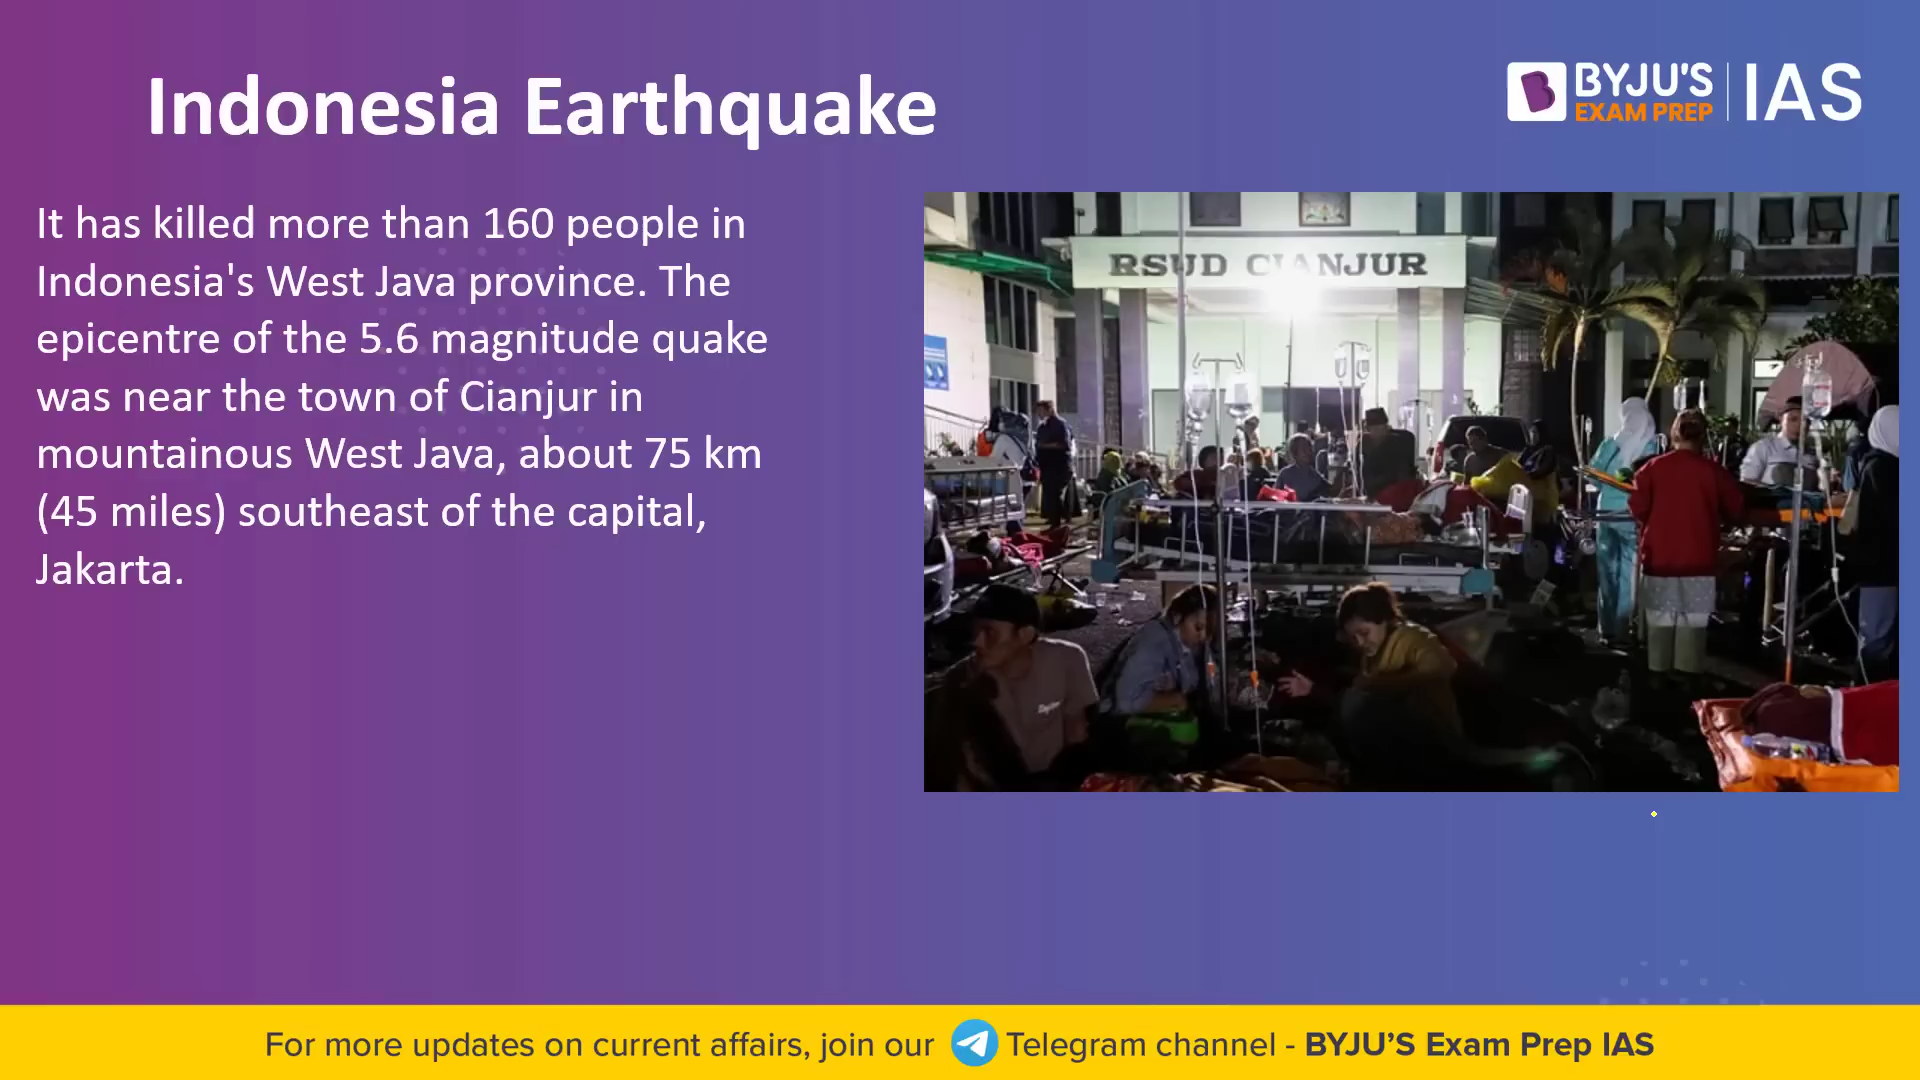 Indonesia Earthquake
BYJU'S
EXAM PREP
IAS
It has killed more than 160 people in
Indonesia's West Java province. The
epicentre of the 5.6 magnitude quake
was near the town of Cianjur in
mountainous West Java, about 75 km
(45 miles) southeast of the capital,
Jakarta.
RSUD CIANJUR
For more updates on current affairs, join our Telegram channel - BYJU’S Exam Prep IAS